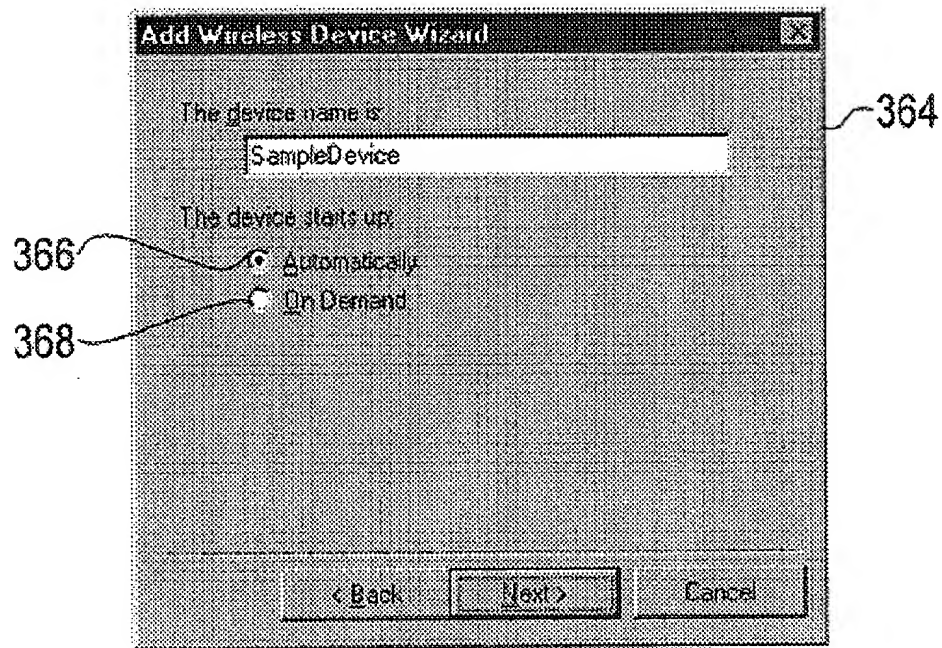 Add Wireless Device Wizard
The device name is:
364
SampleDevice
The device starts up:
366
Automatically
On Demand
368
< Back
Next >
Cancel